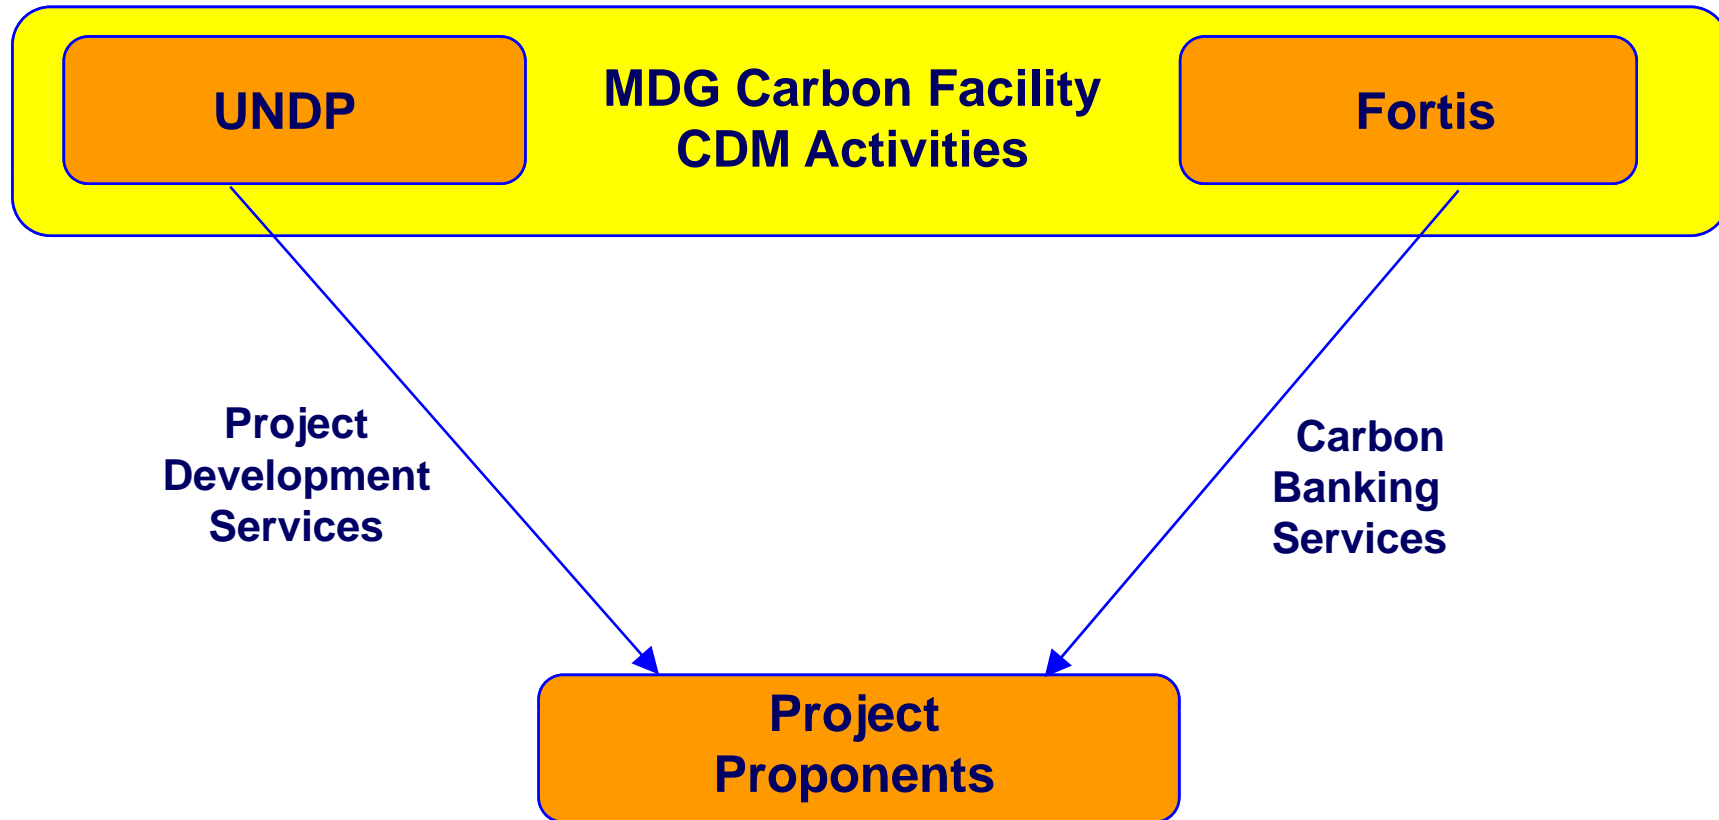 UNDP
MDG Carbon Facility
CDM Activities
Fortis
Project
Development
Services
Carbon
Banking
Services
Project
Proponents